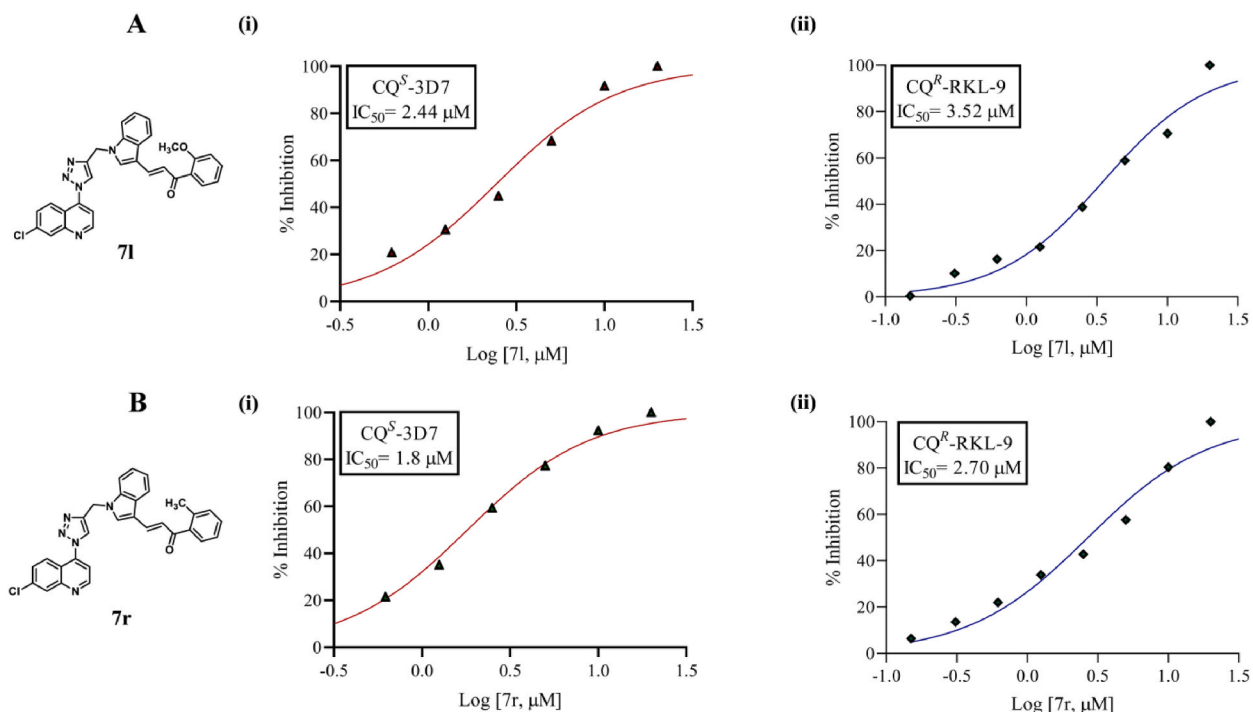 A
(i)
(ii)
CQ^S-3D7
IC₅₀= 2.44 μM
100
80
60
40
20
0
% Inhibition
-0.5 0.0 0.5 1.0 1.5
Log [7l, μM]
CQ^R-RKL-9
IC₅₀= 3.52 μM
100
80
60
40
20
0
% Inhibition
-1.0 -0.5 0.0 0.5 1.0 1.5
Log [7l, μM]
H₃CO
N
N
N
N
O
Cl
N
7l
B
(i)
(ii)
CQ^S-3D7
IC₅₀= 1.8 μM
100
80
60
40
20
0
% Inhibition
-0.5 0.0 0.5 1.0 1.5
Log [7r, μM]
CQ^R-RKL-9
IC₅₀= 2.70 μM
100
80
60
40
20
0
% Inhibition
-1.0 -0.5 0.0 0.5 1.0 1.5
Log [7r, μM]
H₃C
N
N
N
N
O
Cl
N
7r